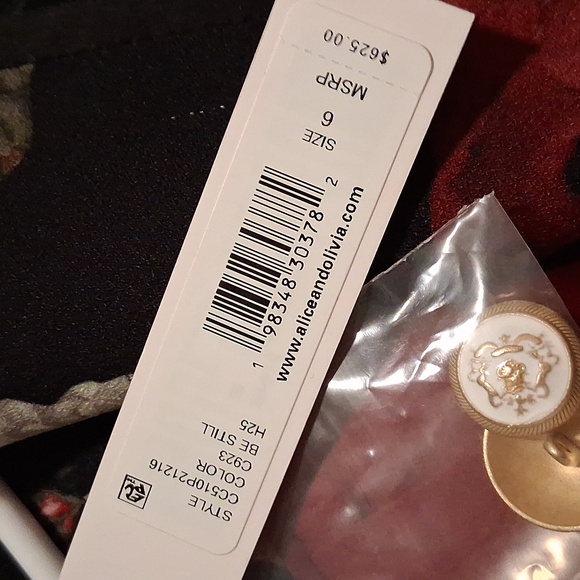 STYLE
CC510P21216
COLOR
C923
BE STILL
H25
1 98348 30378 2
www.aliceandolivia.com
SIZE
6
MSRP
$625.00